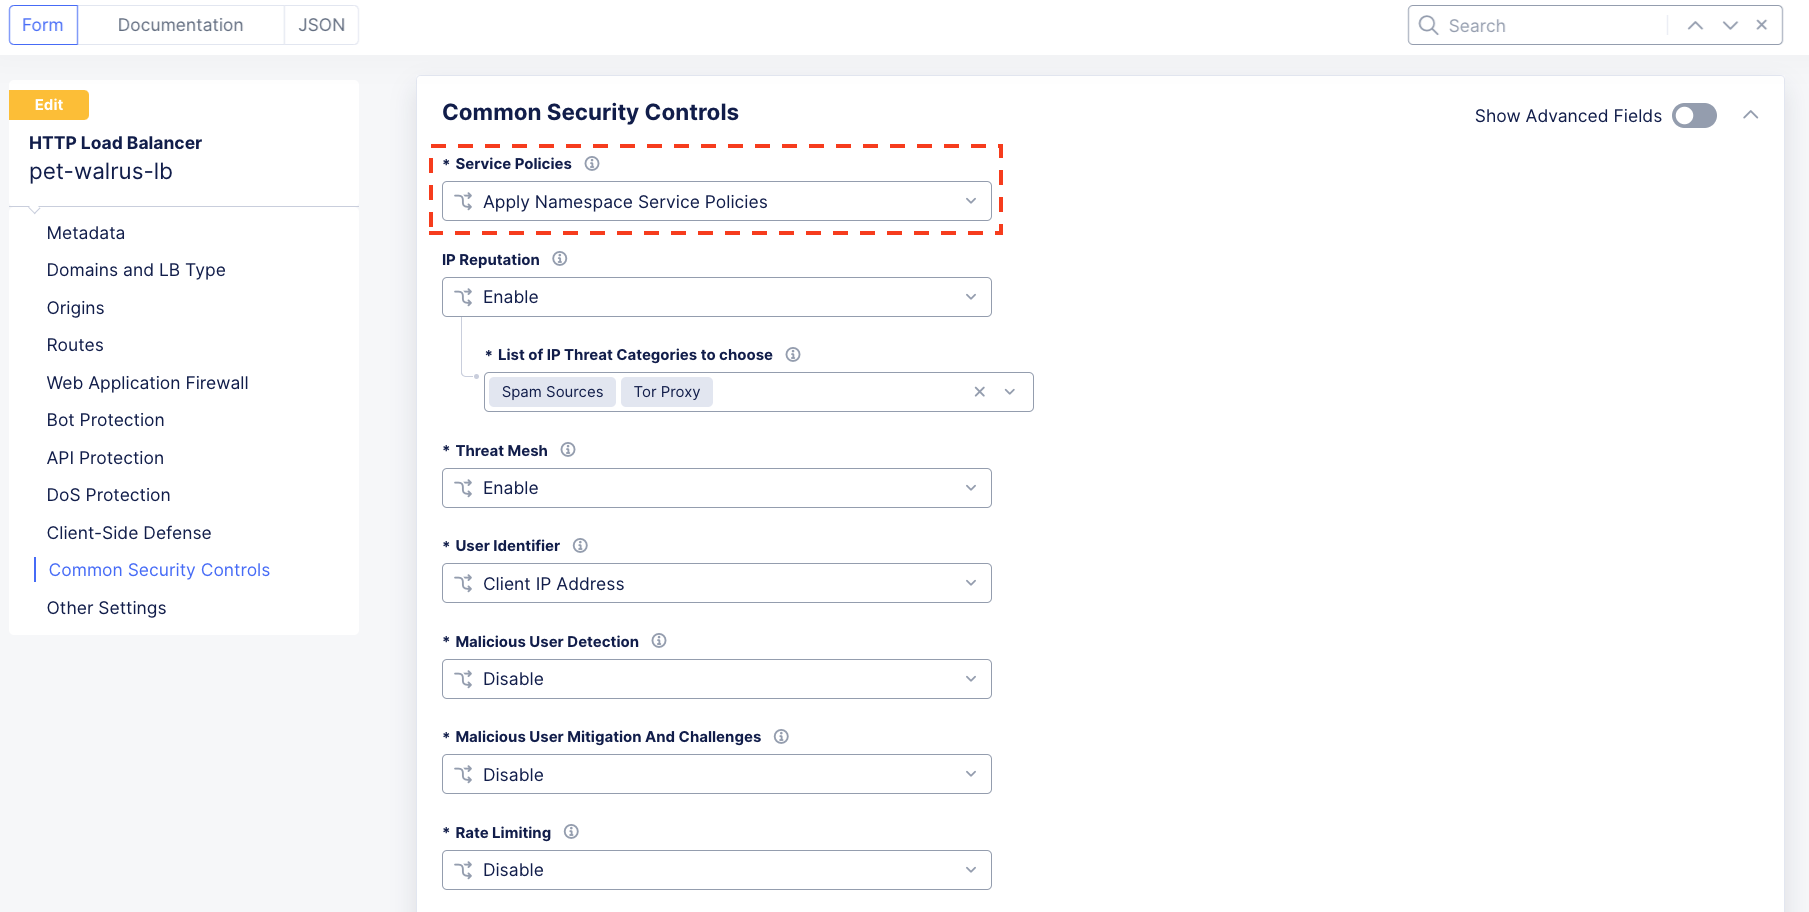 Form
Documentation
JSON
Search
Edit
HTTP Load Balancer
pet-walrus-lb
Metadata
Domains and LB Type
Origins
Routes
Web Application Firewall
Bot Protection
API Protection
DoS Protection
Client-Side Defense
Common Security Controls
Other Settings
Common Security Controls
Show Advanced Fields
* Service Policies
Apply Namespace Service Policies
IP Reputation
Enable
* List of IP Threat Categories to choose
Spam Sources
Tor Proxy
* Threat Mesh
Enable
* User Identifier
Client IP Address
* Malicious User Detection
Disable
* Malicious User Mitigation And Challenges
Disable
* Rate Limiting
Disable